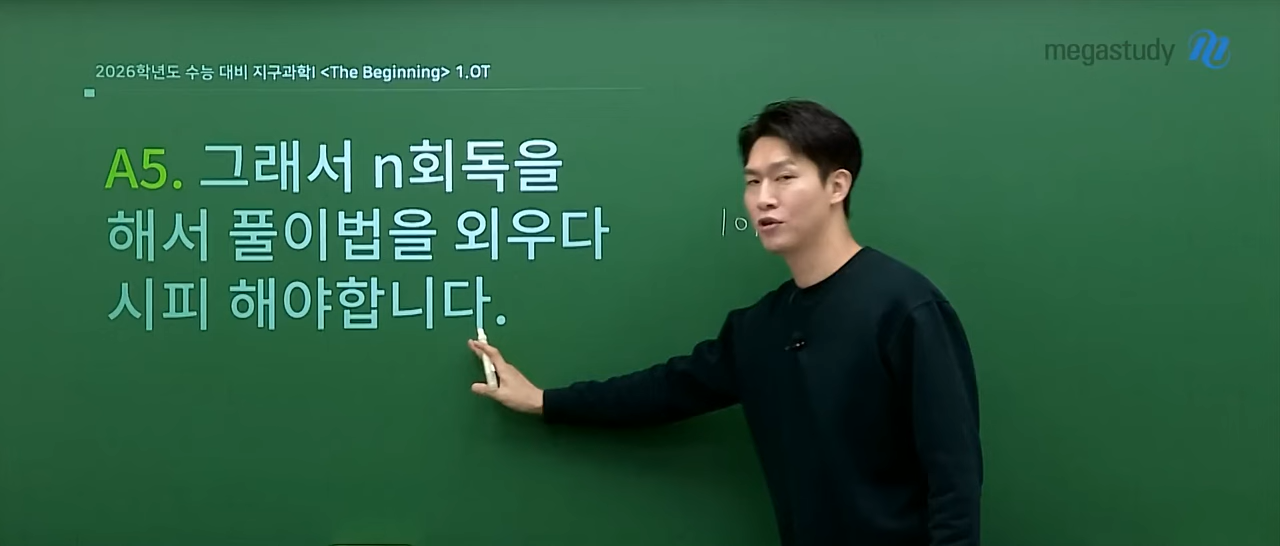 megastudy
2026학년도 수능 대비 지구과학I <The Beginning> 1.OT
A5. 그래서 n회독을
해서 풀이법을 외우다
시피 해야합니다.